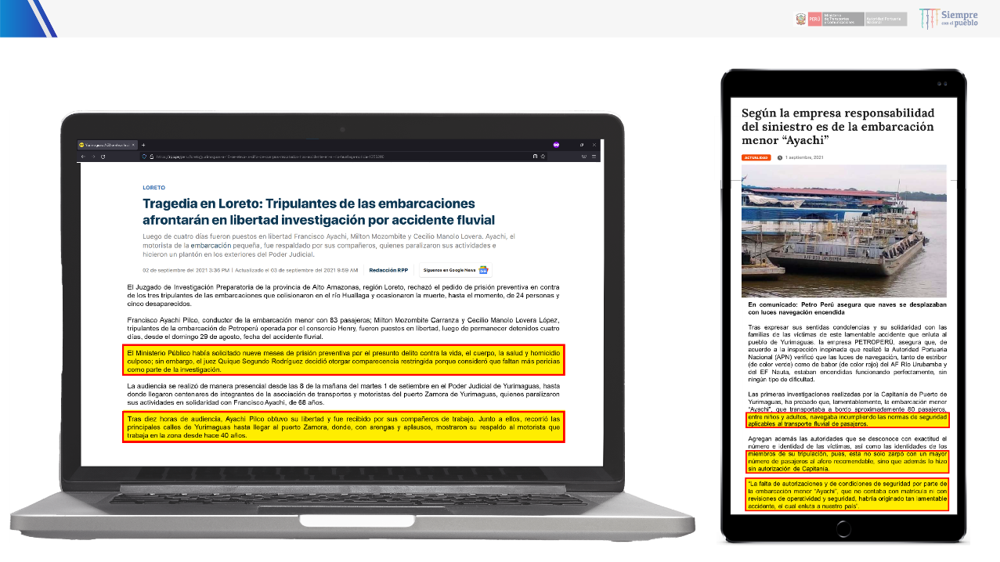 PERÚ
Ministerio
de Transportes
y Comunicaciones
Autoridad Portuaria
Nacional
Siempre
con el pueblo
LORETO
Tragedia en Loreto: Tripulantes de las embarcaciones
afrontarán en libertad investigación por accidente fluvial
Luego de cuatro días fueron puestos en libertad Francisco Ayachi, Milton Mozombite y Cecilio Manolo Lovera. Ayachi, el
motorista de la embarcación pequeña, fue respaldado por sus compañeros, quienes paralizaron sus actividades e
hicieron un plantón en los exteriores del Poder Judicial.
02 de septiembre del 2021 3:36 PM | Actualizado el 03 de septiembre del 2021 9:59 AM
Redacción RPP
Síguenos en Google News
El Juzgado de Investigación Preparatoria de la provincia de Alto Amazonas, región Loreto, rechazó el pedido de prisión preventiva en contra
de los tres tripulantes de las embarcaciones que colisionaron en el río Huallaga y ocasionaron la muerte, hasta el momento, de 24 personas y
cinco desaparecidos.
Francisco Ayachi Pilco, conductor de la embarcación menor con 83 pasajeros; Milton Mozombite Carranza y Cecilio Manolo Lovera López,
tripulantes de la embarcación de Petroperú operada por el consorcio Henry, fueron puestos en libertad, luego de permanecer detenidos cuatro
días, desde el domingo 29 de agosto, fecha del accidente fluvial.
El Ministerio Público había solicitado nueve meses de prisión preventiva por el presunto delito contra la vida, el cuerpo, la salud y homicidio
culposo; sin embargo, el juez Quique Segundo Rodríguez decidió otorgar comparecencia restringida porque consideró que faltan más pericias
como parte de la investigación.
La audiencia se realizó de manera presencial desde las 8 de la mañana del martes 1 de setiembre en el Poder Judicial de Yurimaguas, hasta
donde llegaron centenares de integrantes de la asociación de transportes y motoristas del puerto Zamora de Yurimaguas, quienes paralizaron
sus actividades en solidaridad con Francisco Ayachi, de 68 años.
Tras diez horas de audiencia, Ayachi Pilco obtuvo su libertad y fue recibido por sus compañeros de trabajo. Junto a ellos, recorrió las
principales calles de Yurimaguas hasta llegar al puerto Zamora, donde, con arengas y aplausos, mostraron su respaldo al motorista que
trabaja en la zona desde hace 40 años.
Según la empresa responsabilidad
del siniestro es de la embarcación
menor “Ayachi”
ACTUALIDAD
1 septiembre, 2021
A/F RIO URUBAMBA
En comunicado: Petro Perú asegura que naves se desplazaban
con luces navegación encendida
Tras expresar sus sentidas condolencias y su solidaridad con las
familias de las víctimas de este lamentable accidente que enluta al
pueblo de Yurimaguas, la empresa PETROPERÚ, asegura que, de
acuerdo a la inspección inopinada que realizó la Autoridad Portuaria
Nacional (APN) verificó que las luces de navegación, tanto de estribor
(de color verde) como de babor (de color rojo) del AF Río Urubamba y
del EF Nauta, estaban encendidas funcionando perfectamente, sin
ningún tipo de dificultad.
Las primeras investigaciones realizadas por la Capitanía de Puerto de
Yurimaguas, ha probado que, lamentablemente, la embarcación menor
“Ayachi”, que transportaba a bordo aproximadamente 80 pasajeros,
entre niños y adultos, navegaba incumpliendo las normas de seguridad
aplicables al transporte fluvial de pasajeros.
Agregan además las autoridades que se desconoce con exactitud el
número e identidad de las víctimas, así como las identidades de los
miembros de su tripulación, pues, esta no solo zarpó con un mayor
número de pasajeros al aforo recomendable, sino que además lo hizo
sin autorización de Capitanía.
“La falta de autorizaciones y de condiciones de seguridad por parte de
la embarcación menor “Ayachi”, que no contaba con matrícula ni con
revisiones de operatividad y seguridad, habría originado tan lamentable
accidente, el cual enluta a nuestro país”.